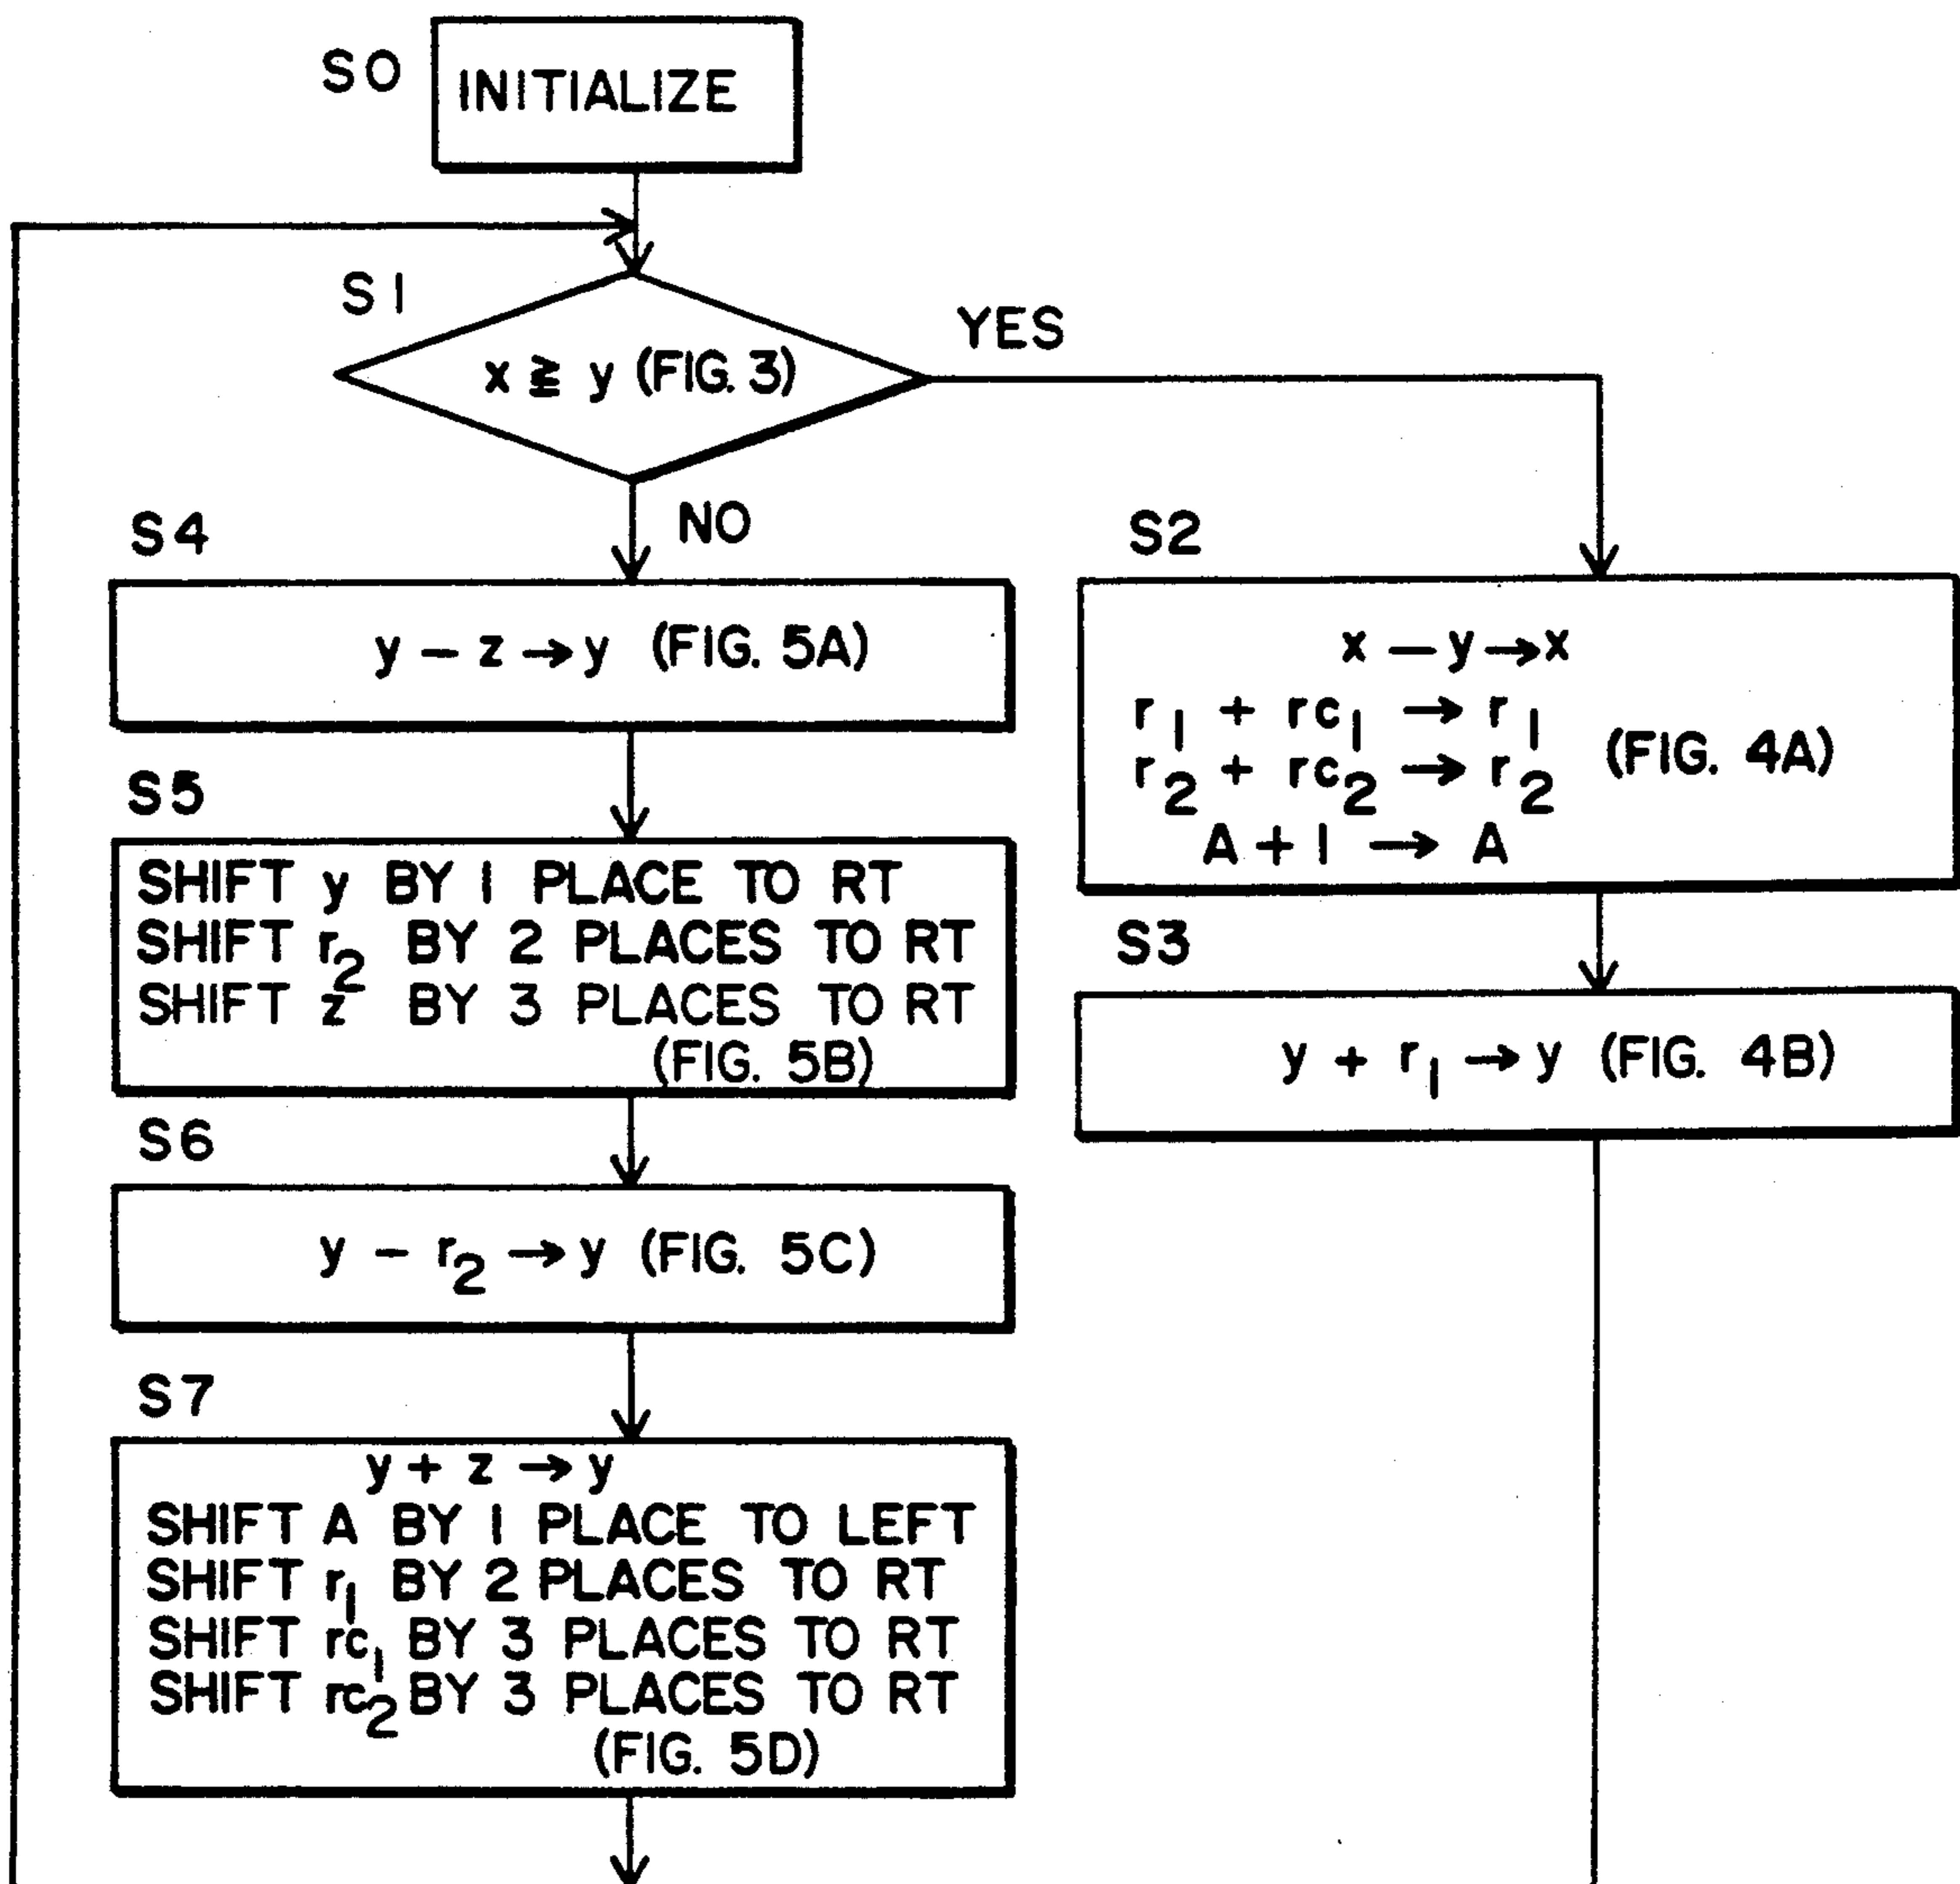 S0
INITIALIZE
S1
x ≧ y (FIG. 3)
YES
NO
S4
y − z → y (FIG. 5A)
S5
SHIFT y BY 1 PLACE TO RT
SHIFT r₂ BY 2 PLACES TO RT
SHIFT z BY 3 PLACES TO RT
(FIG. 5B)
S6
y − r₂ → y (FIG. 5C)
S7
y + z → y
SHIFT A BY 1 PLACE TO LEFT
SHIFT r₁ BY 2 PLACES TO RT
SHIFT rc₁ BY 3 PLACES TO RT
SHIFT rc₂ BY 3 PLACES TO RT
(FIG. 5D)
S2
x − y → x
r₁ + rc₁ → r₁
r₂ + rc₂ → r₂ (FIG. 4A)
A + 1 → A
S3
y + r₁ → y (FIG. 4B)